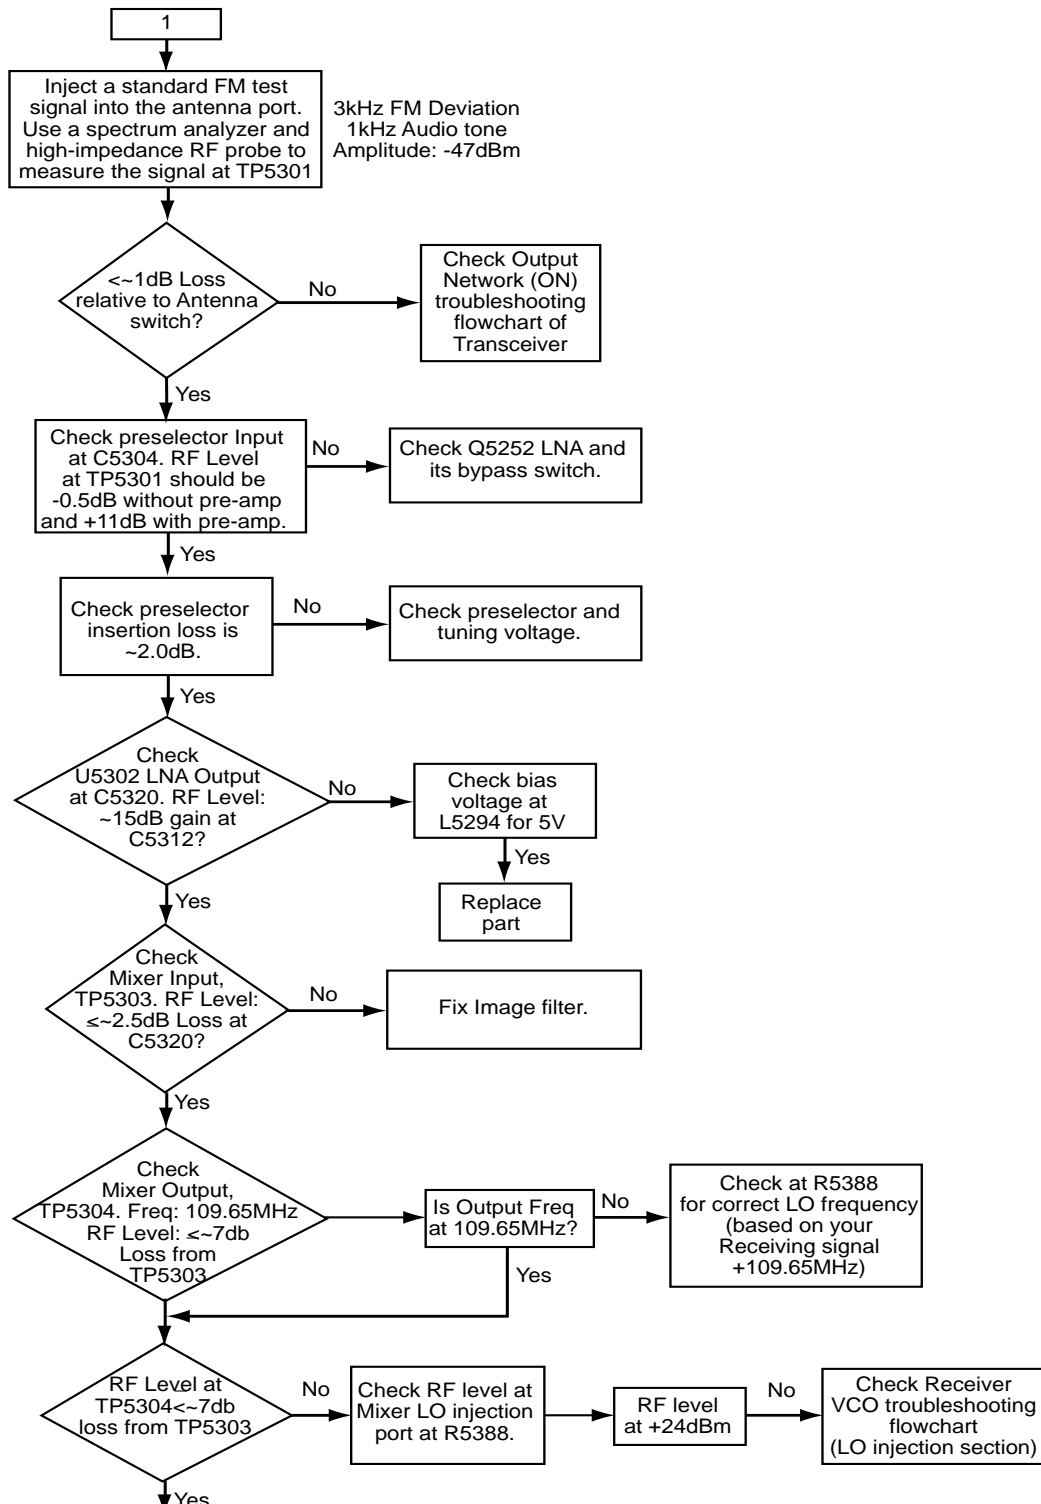 1
Inject a standard FM test
signal into the antenna port.
Use a spectrum analyzer and
high-impedance RF probe to
measure the signal at TP5301
3kHz FM Deviation
1kHz Audio tone
Amplitude: -47dBm
<~1dB Loss
relative to Antenna
switch?
No
Check Output
Network (ON)
troubleshooting
flowchart of
Transceiver
Yes
Check preselector Input
at C5304. RF Level
at TP5301 should be
-0.5dB without pre-amp
and +11dB with pre-amp.
No
Check Q5252 LNA and
its bypass switch.
Yes
Check preselector
insertion loss is
~2.0dB.
No
Check preselector and
tuning voltage.
Yes
Check
U5302 LNA Output
at C5320. RF Level:
~15dB gain at
C5312?
No
Check bias
voltage at
L5294 for 5V
Yes
Replace
part
Yes
Check
Mixer Input,
TP5303. RF Level:
≤~2.5dB Loss at
C5320?
No
Fix Image filter.
Yes
Check
Mixer Output,
TP5304. Freq: 109.65MHz
RF Level: ≤~7db
Loss from
TP5303
Is Output Freq
at 109.65MHz?
No
Check at R5388
for correct LO frequency
(based on your
Receiving signal
+109.65MHz)
Yes
RF Level at
TP5304≤~7db
loss from TP5303
No
Check RF level at
Mixer LO injection
port at R5388.
RF level
at +24dBm
No
Check Receiver
VCO troubleshooting
flowchart
(LO injection section)
Yes